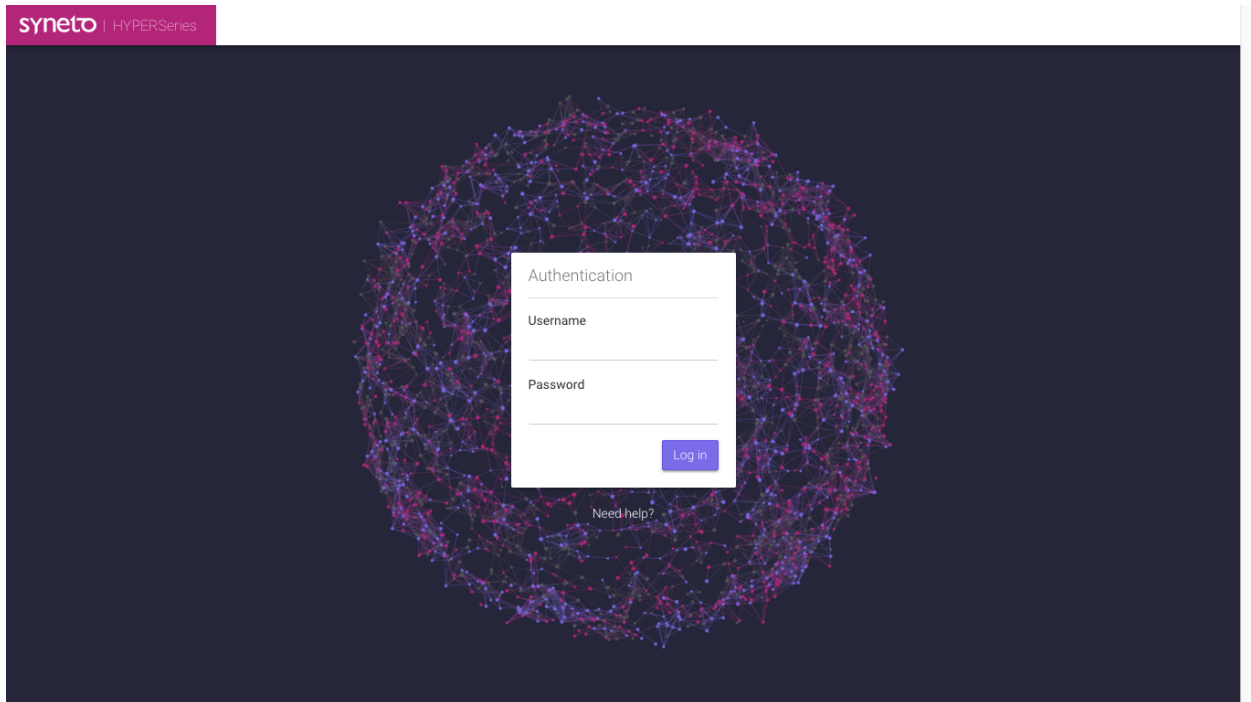 syneto | HYPERSeries
Authentication
Username
Password
Log in
Need help?